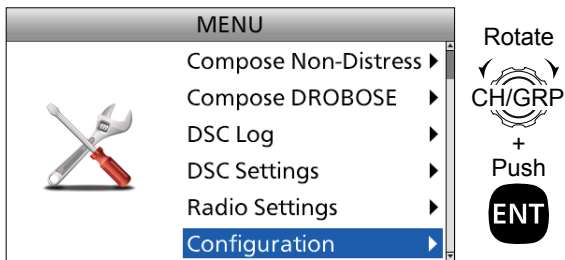 MENU
Compose Non-Distress
Compose DROBOSE
DSC Log
DSC Settings
Radio Settings
Configuration
Rotate
CH/GRP
+
Push
ENT